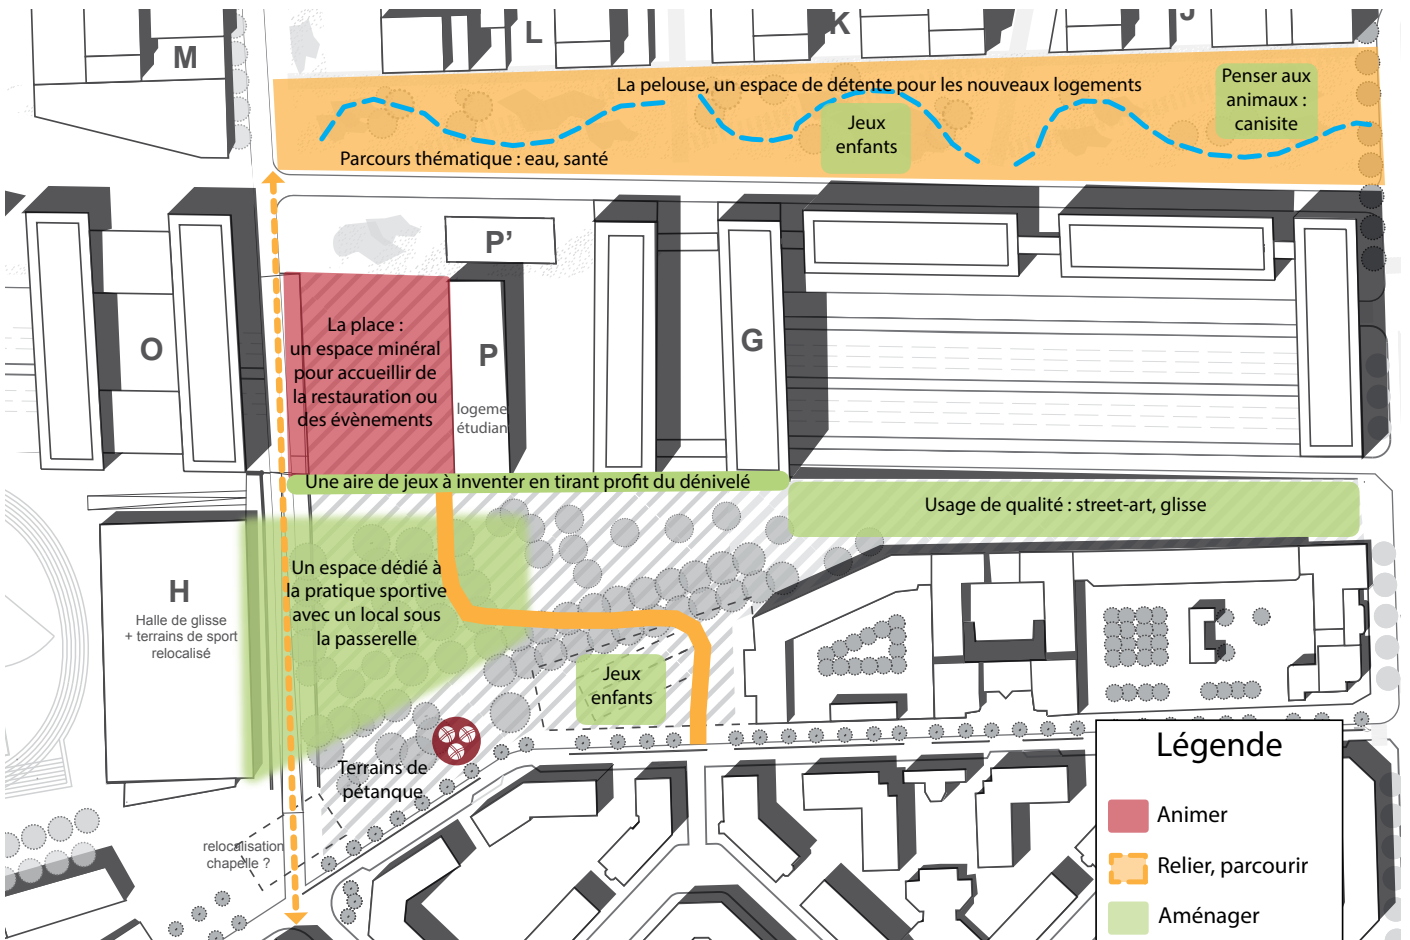 L
K
J
M
La pelouse, un espace de détente pour les nouveaux logements
Penser aux
animaux :
canisite
Jeux
enfants
Parcours thématique : eau, santé
P'
La place :
un espace minéral
pour accueillir de
la restauration ou
des évènements
O
P
G
logeme
étudian
Une aire de jeux à inventer en tirant profit du dénivelé
Usage de qualité : street-art, glisse
Un espace dédié à
la pratique sportive
avec un local sous
la passerelle
H
Halle de glisse
+ terrains de sport
relocalisé
Jeux
enfants
Terrains de
pétanque
relocalisation
chapelle ?
Légende
Animer
Relier, parcourir
Aménager